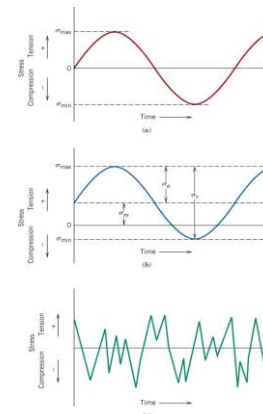 σmax
Stress
Compression Tension
− +
0
σmin
Time
(a)
σmax
Stress
Compression Tension
− +
σa
σr
σm
0
σmin
Time
(b)
Stress
Compression Tension
− +
Time